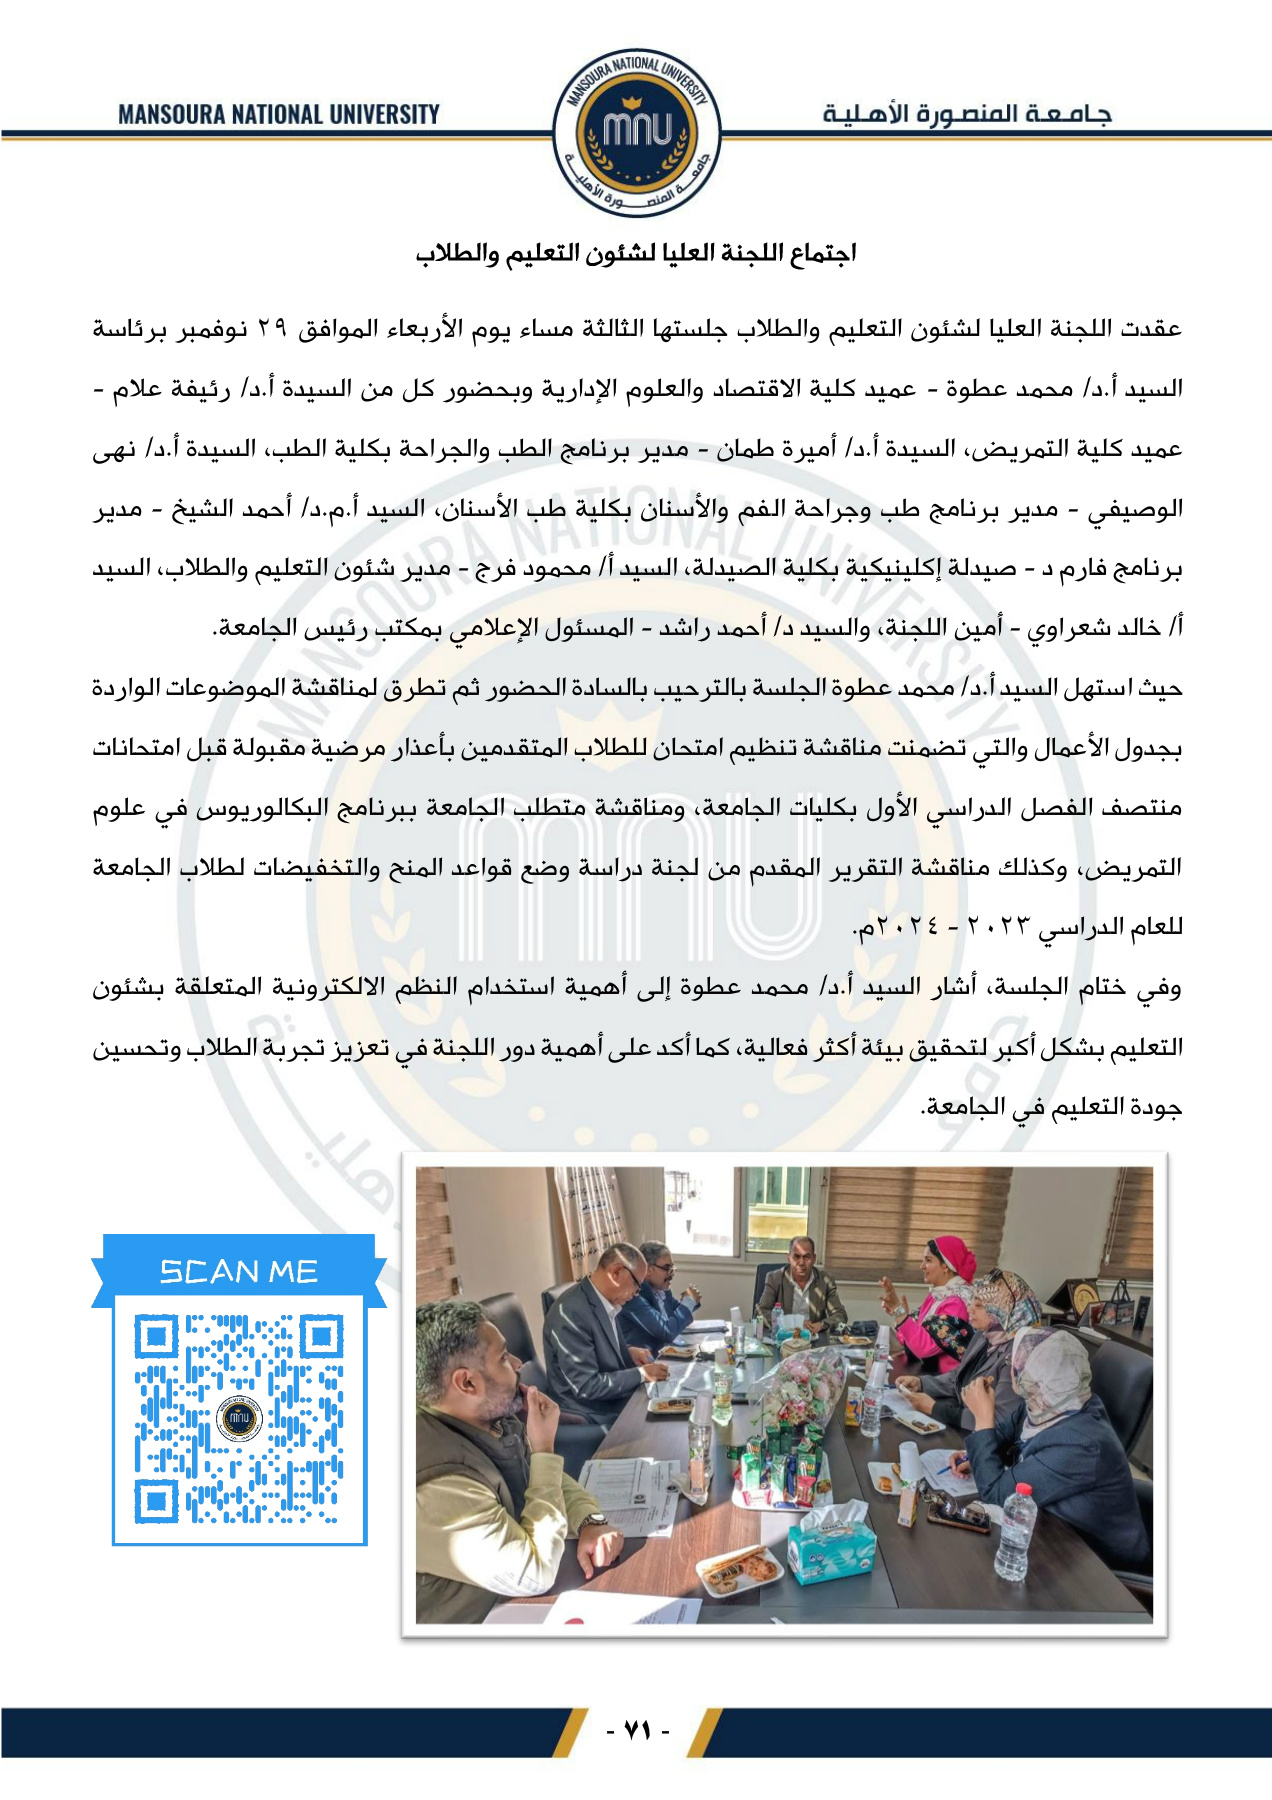 MANSOURA NATIONAL UNIVERSITY
جامعة المنصورة الأهلية
MANSOURA NATIONAL UNIVERSITY
mnu
جامعة المنصورة الأهلية
اجتماع اللجنة العليا لشئون التعليم والطلاب
عقدت اللجنة العليا لشئون التعليم والطلاب جلستها الثالثة مساء يوم الأربعاء الموافق ٢٩ نوفمبر برئاسة
السيد أ.د/ محمد عطوة - عميد كلية الاقتصاد والعلوم الإدارية وبحضور كل من السيدة أ.د/ رئيفة علام -
عميد كلية التمريض، السيدة أ.د/ أميرة طمان - مدير برنامج الطب والجراحة بكلية الطب، السيدة أ.د/ نهى
الوصيفي - مدير برنامج طب وجراحة الفم والأسنان بكلية طب الأسنان، السيد أ.م.د/ أحمد الشيخ - مدير
برنامج فارم د - صيدلة إكلينيكية بكلية الصيدلة، السيد أ/ محمود فرج - مدير شئون التعليم والطلاب، السيد
أ/ خالد شعراوي - أمين اللجنة، والسيد د/ أحمد راشد - المسئول الإعلامي بمكتب رئيس الجامعة.
حيث استهل السيد أ.د/ محمد عطوة الجلسة بالترحيب بالسادة الحضور ثم تطرق لمناقشة الموضوعات الواردة
بجدول الأعمال والتي تضمنت مناقشة تنظيم امتحان للطلاب المتقدمين بأعذار مرضية مقبولة قبل امتحانات
منتصف الفصل الدراسي الأول بكليات الجامعة، ومناقشة متطلب الجامعة ببرنامج البكالوريوس في علوم
التمريض، وكذلك مناقشة التقرير المقدم من لجنة دراسة وضع قواعد المنح والتخفيضات لطلاب الجامعة
للعام الدراسي ٢٠٢٣ - ٢٠٢٤م.
وفي ختام الجلسة، أشار السيد أ.د/ محمد عطوة إلى أهمية استخدام النظم الالكترونية المتعلقة بشئون
التعليم بشكل أكبر لتحقيق بيئة أكثر فعالية، كما أكد على أهمية دور اللجنة في تعزيز تجربة الطلاب وتحسين
جودة التعليم في الجامعة.
SCAN ME
mnu
- ٧١ -